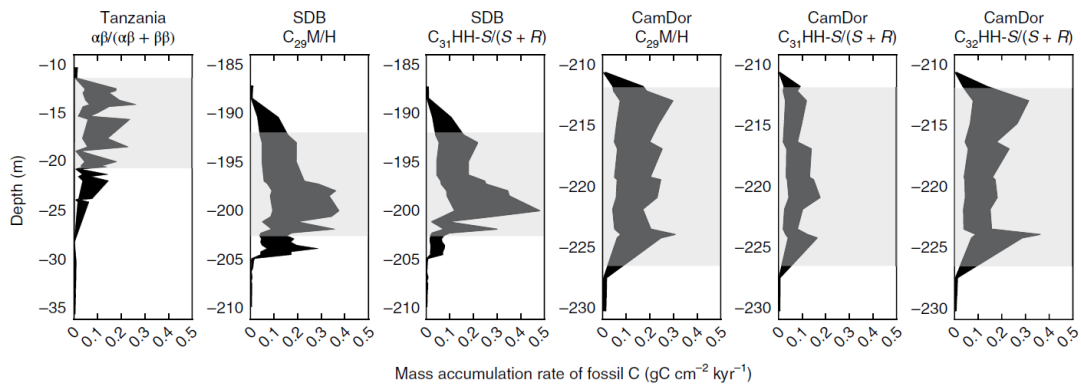 Tanzania
αβ/(αβ + ββ)
SDB
C₂₉M/H
SDB
C₃₁HH-S/(S + R)
CamDor
C₂₉M/H
CamDor
C₃₁HH-S/(S + R)
CamDor
C₃₂HH-S/(S + R)
Depth (m)
−10
−15
−20
−25
−30
−35
−185
−190
−195
−200
−205
−210
−185
−190
−195
−200
−205
−210
−210
−215
−220
−225
−230
−210
−215
−220
−225
−230
−210
−215
−220
−225
−230
0 0.1 0.2 0.3 0.4 0.5
0 0.1 0.2 0.3 0.4 0.5
0 0.1 0.2 0.3 0.4 0.5
0 0.1 0.2 0.3 0.4 0.5
0 0.1 0.2 0.3 0.4 0.5
0 0.1 0.2 0.3 0.4 0.5
Mass accumulation rate of fossil C (gC cm⁻² kyr⁻¹)